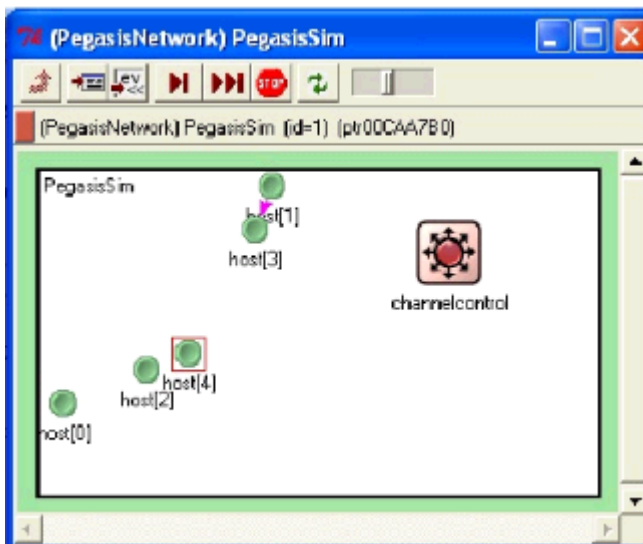 (PegasisNetwork) PegasisSim
STOP
(PegasisNetwork) PegasisSim (id=1) (ptr00CAA7B0)
PegasisSim
host[1]
host[3]
channelcontrol
host[4]
host[2]
host[0]